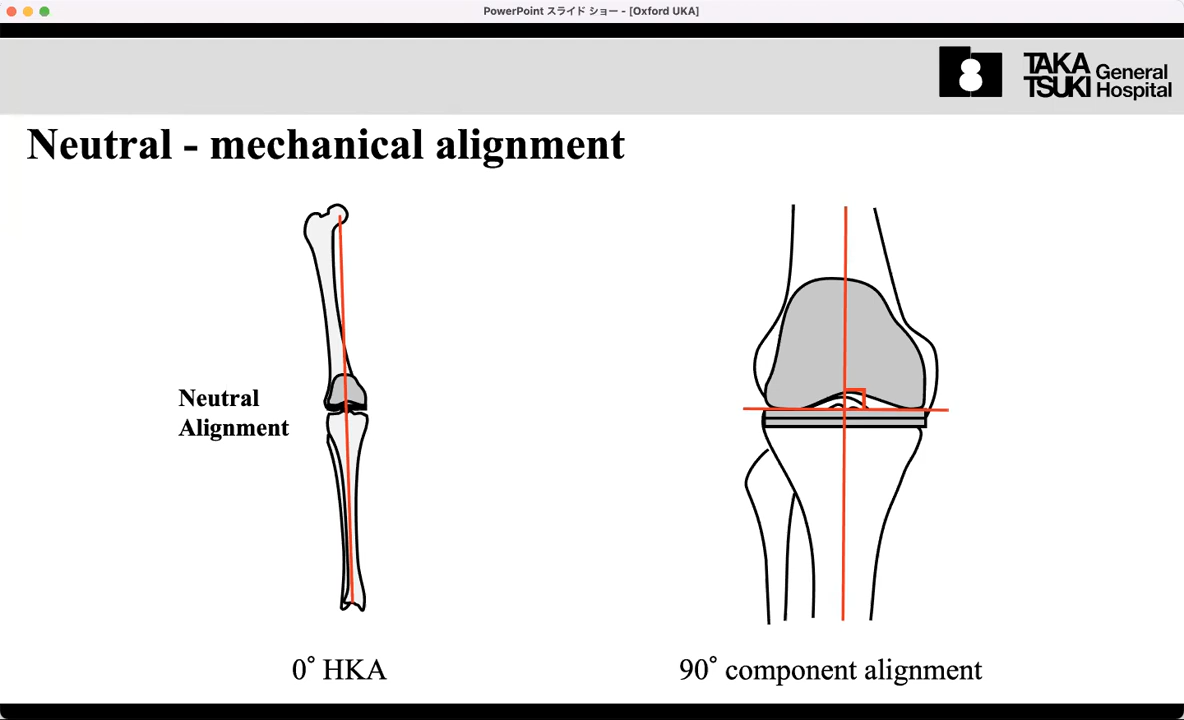 PowerPoint スライド ショー - [Oxford UKA]
TAKA
TSUKI
General
Hospital
Neutral - mechanical alignment
Neutral
Alignment
0° HKA
90° component alignment